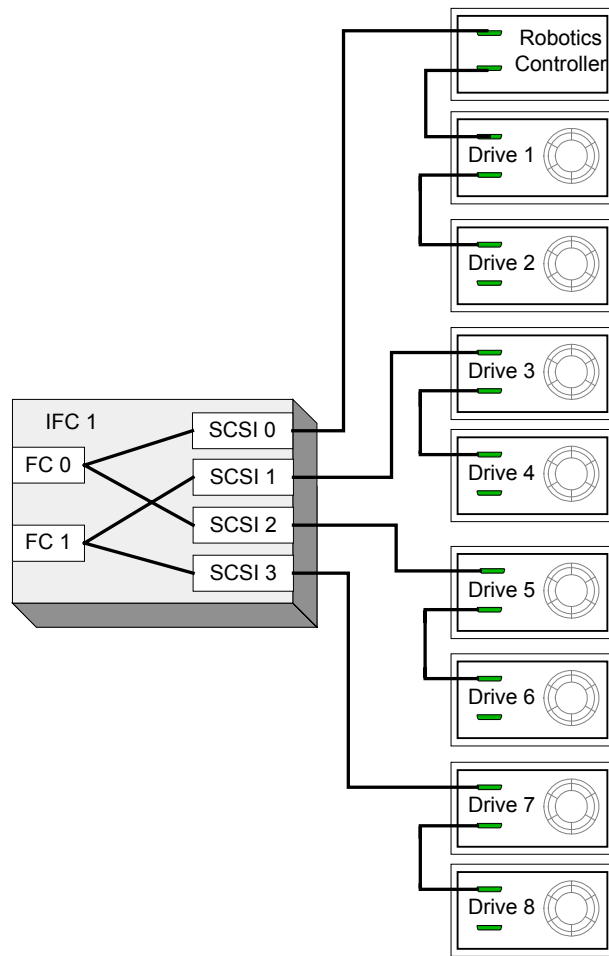 Robotics
Controller
Drive 1
Drive 2
Drive 3
Drive 4
Drive 5
Drive 6
Drive 7
Drive 8
IFC 1
FC 0
FC 1
SCSI 0
SCSI 1
SCSI 2
SCSI 3